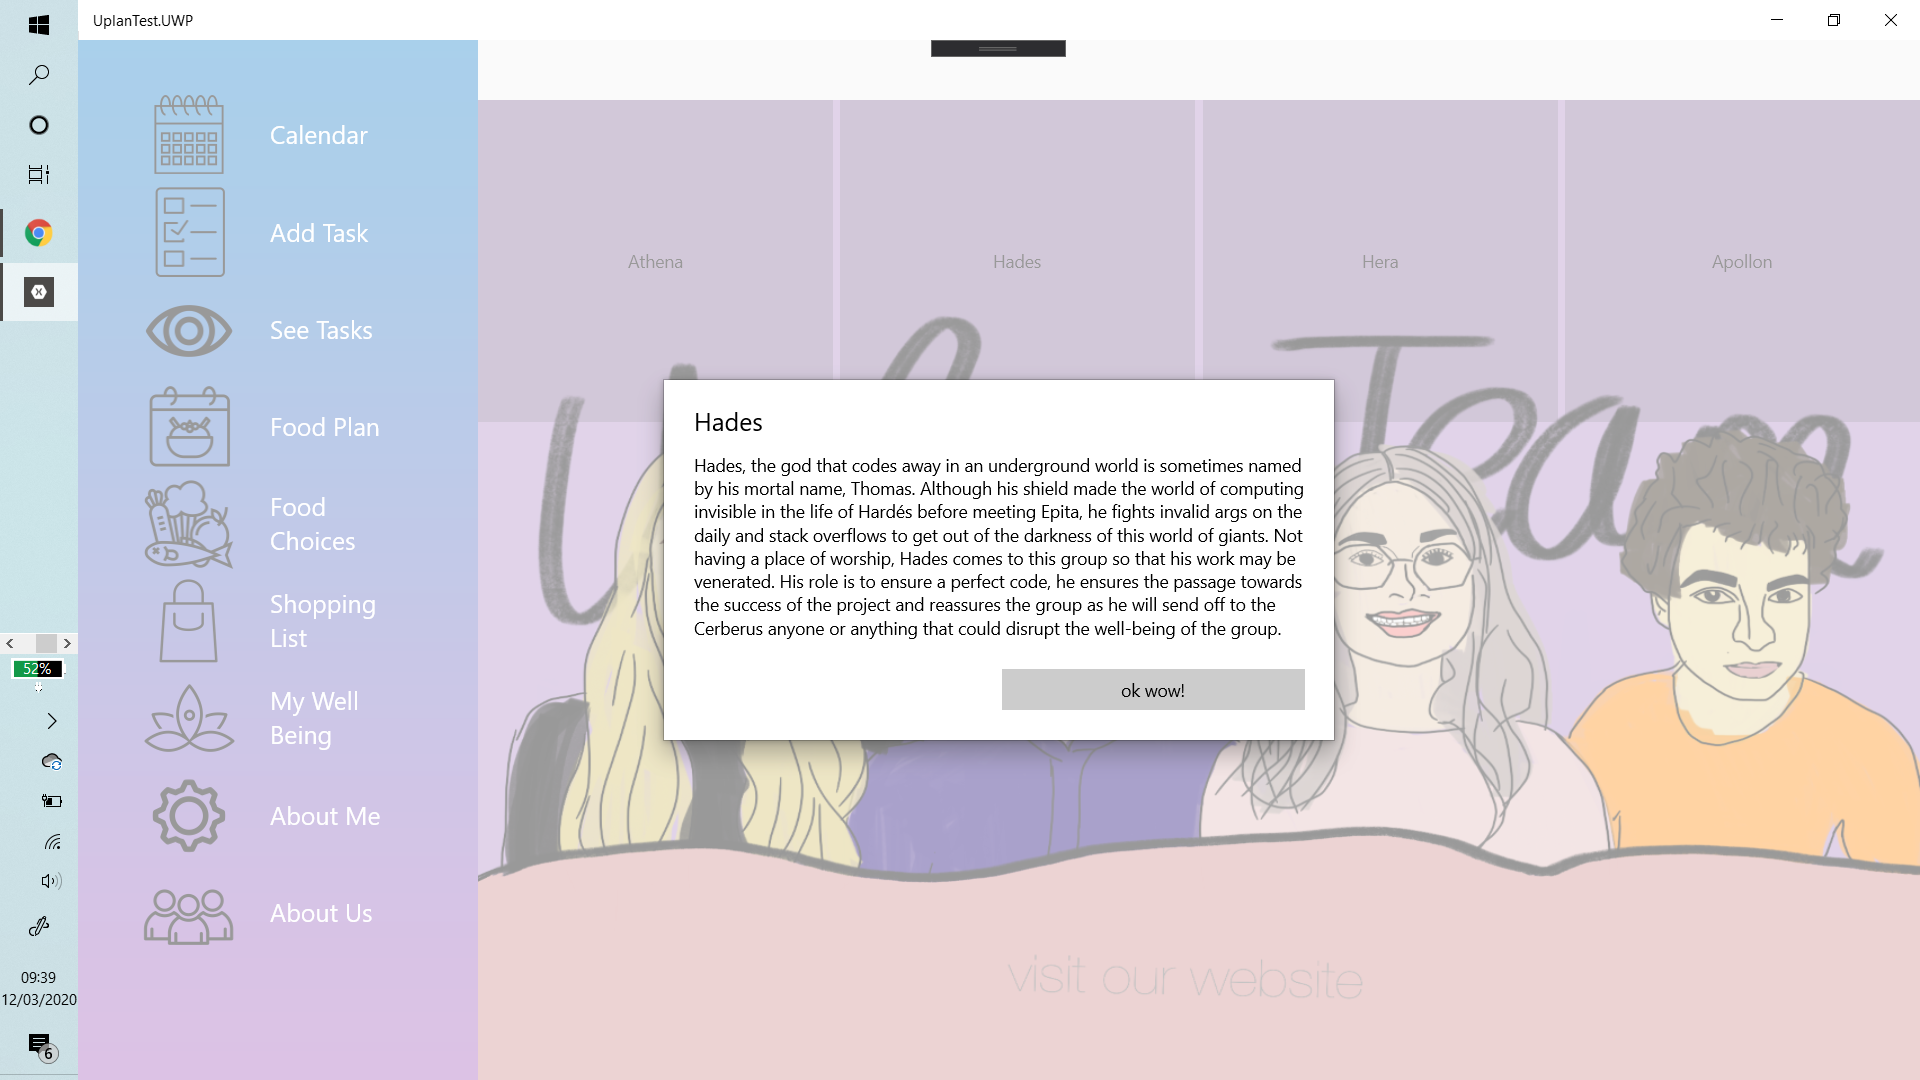 UplanTest.UWP
Calendar
Add Task
See Tasks
Food Plan
Food
Choices
Shopping
List
My Well
Being
About Me
About Us
Athena
Hades
Hera
Apollon
Team
Hades
Hades, the god that codes away in an underground world is sometimes named
by his mortal name, Thomas. Although his shield made the world of computing
invisible in the life of Hardés before meeting Epita, he fights invalid args on the
daily and stack overflows to get out of the darkness of this world of giants. Not
having a place of worship, Hades comes to this group so that his work may be
venerated. His role is to ensure a perfect code, he ensures the passage towards
the success of the project and reassures the group as he will send off to the
Cerberus anyone or anything that could disrupt the well-being of the group.
ok wow!
visit our website
52%
09:39
12/03/2020
6